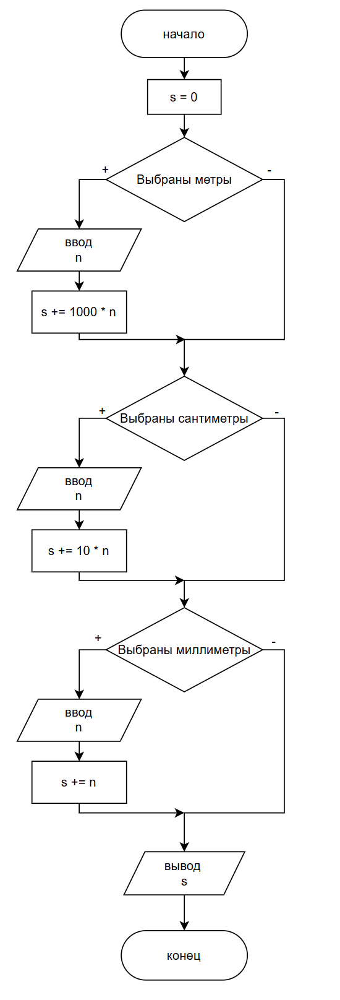 начало
s = 0
+
-
Выбраны метры
ввод
n
s += 1000 * n
+
-
Выбраны сантиметры
ввод
n
s += 10 * n
+
-
Выбраны миллиметры
ввод
n
s += n
вывод
s
конец